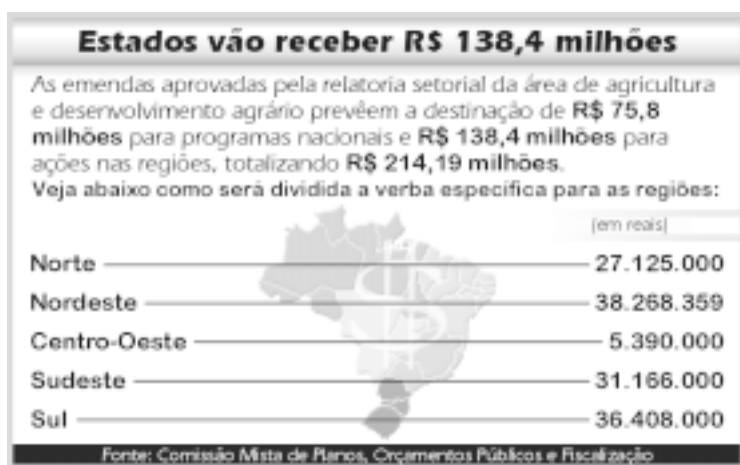 Estados vão receber R$ 138,4 milhões
As emendas aprovadas pela relatoria setorial da área de agricultura
e desenvolvimento agrário prevêem a destinação de R$ 75,8
milhões para programas nacionais e R$ 138,4 milhões para
ações nas regiões, totalizando R$ 214,19 milhões.
Veja abaixo como será dividida a verba específica para as regiões:
(em reais)
Norte 27.125.000
Nordeste 38.268.359
Centro-Oeste 5.390.000
Sudeste 31.166.000
Sul 36.408.000
Fonte: Comissão Mista de Planos, Orçamentos Públicos e Fiscalização